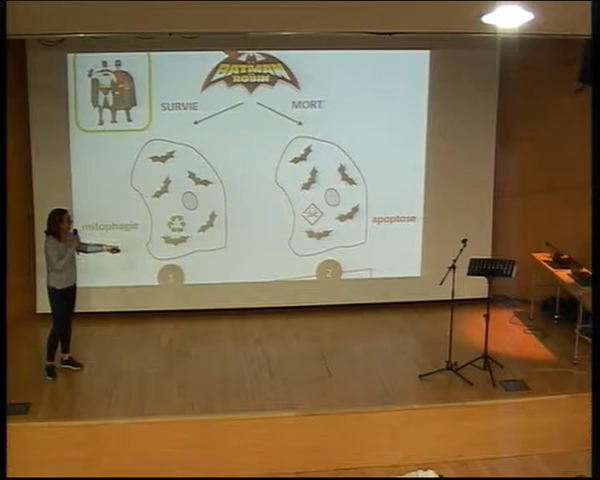 BATMAN
ROBIN
SURVIE
MORT
mitophagie
apoptose
1
2